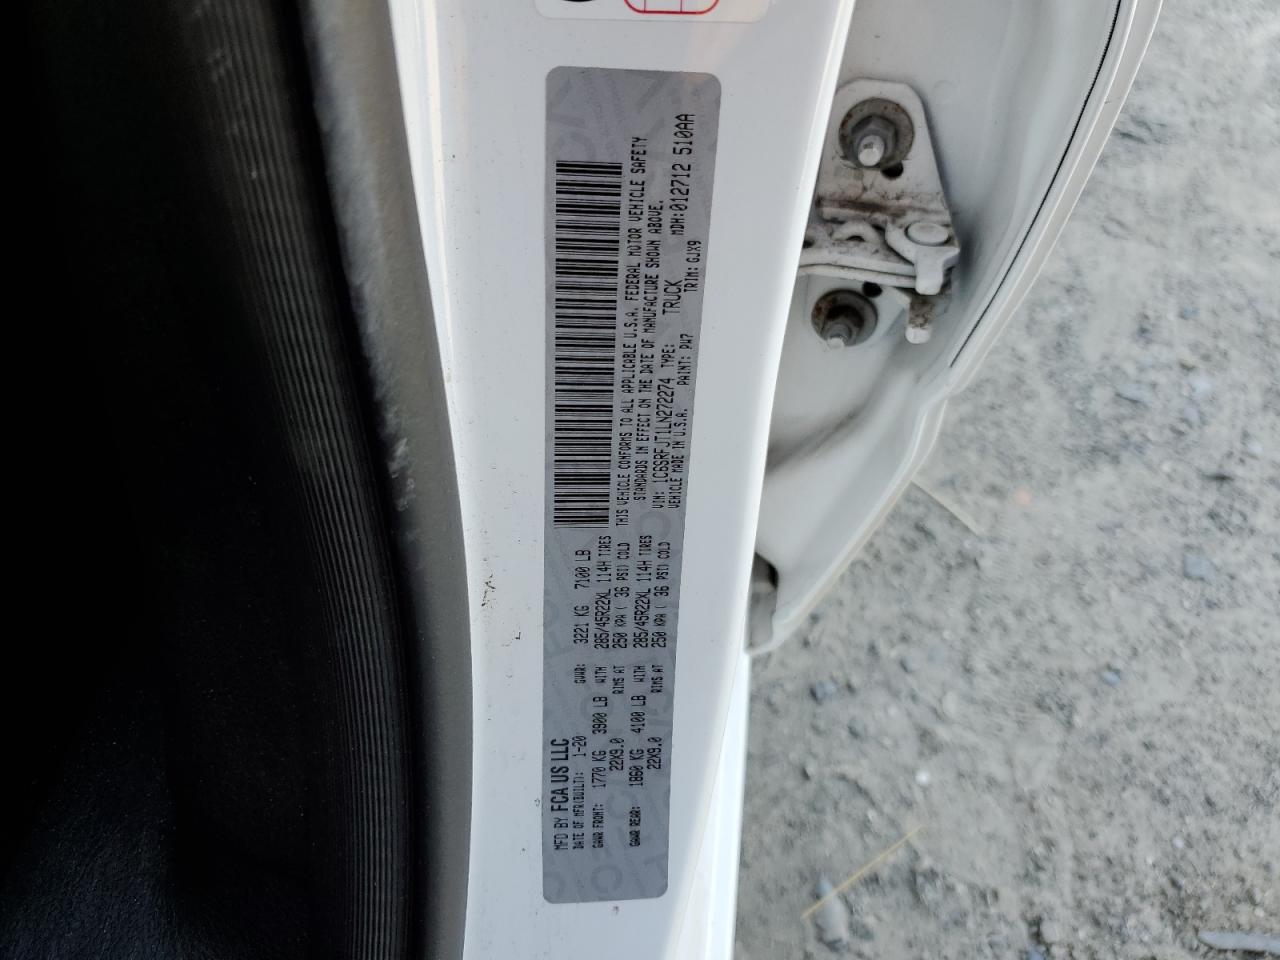 MFD BY FCA US LLC
DATE OF MFR(BUILT): 1-20 GVWR: 3221 KG 7100 LB
GAWR FRONT: 1770 KG 3900 LB WITH 285/45R22XL 114H TIRES
22X9.0 RIMS AT 250 KPA ( 36 PSI) COLD
GAWR REAR: 1860 KG 4100 LB WITH 285/45R22XL 114H TIRES
22X9.0 RIMS AT 250 KPA ( 36 PSI) COLD
THIS VEHICLE CONFORMS TO ALL APPLICABLE U.S.A. FEDERAL MOTOR VEHICLE SAFETY
STANDARDS IN EFFECT ON THE DATE OF MANUFACTURE SHOWN ABOVE.
VIN: 1C6SRFJT1LN272274 TYPE: TRUCK MDH:012712 510AA
VEHICLE MADE IN U.S.A. PAINT: PW7 TRIM: GJX9